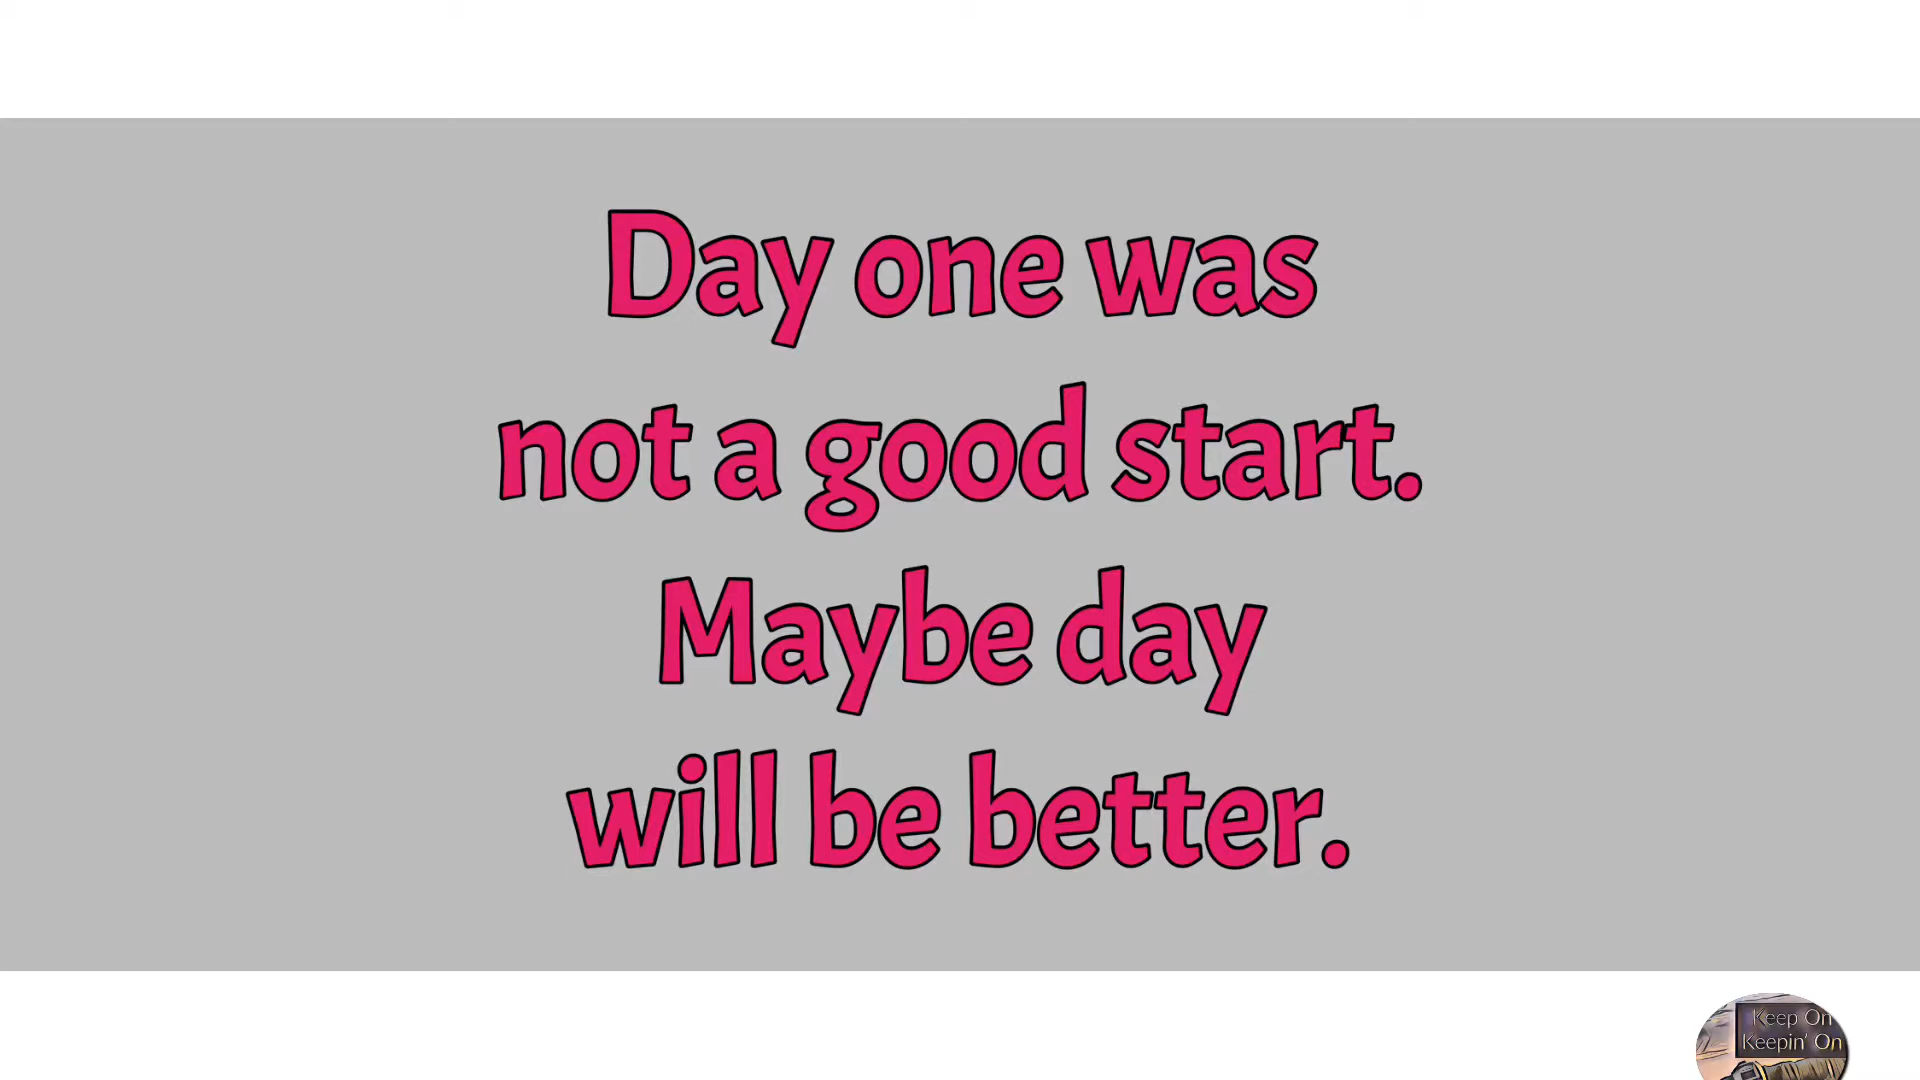 Day one was
not a good start.
Maybe day
will be better.
Keep On
Keepin' On